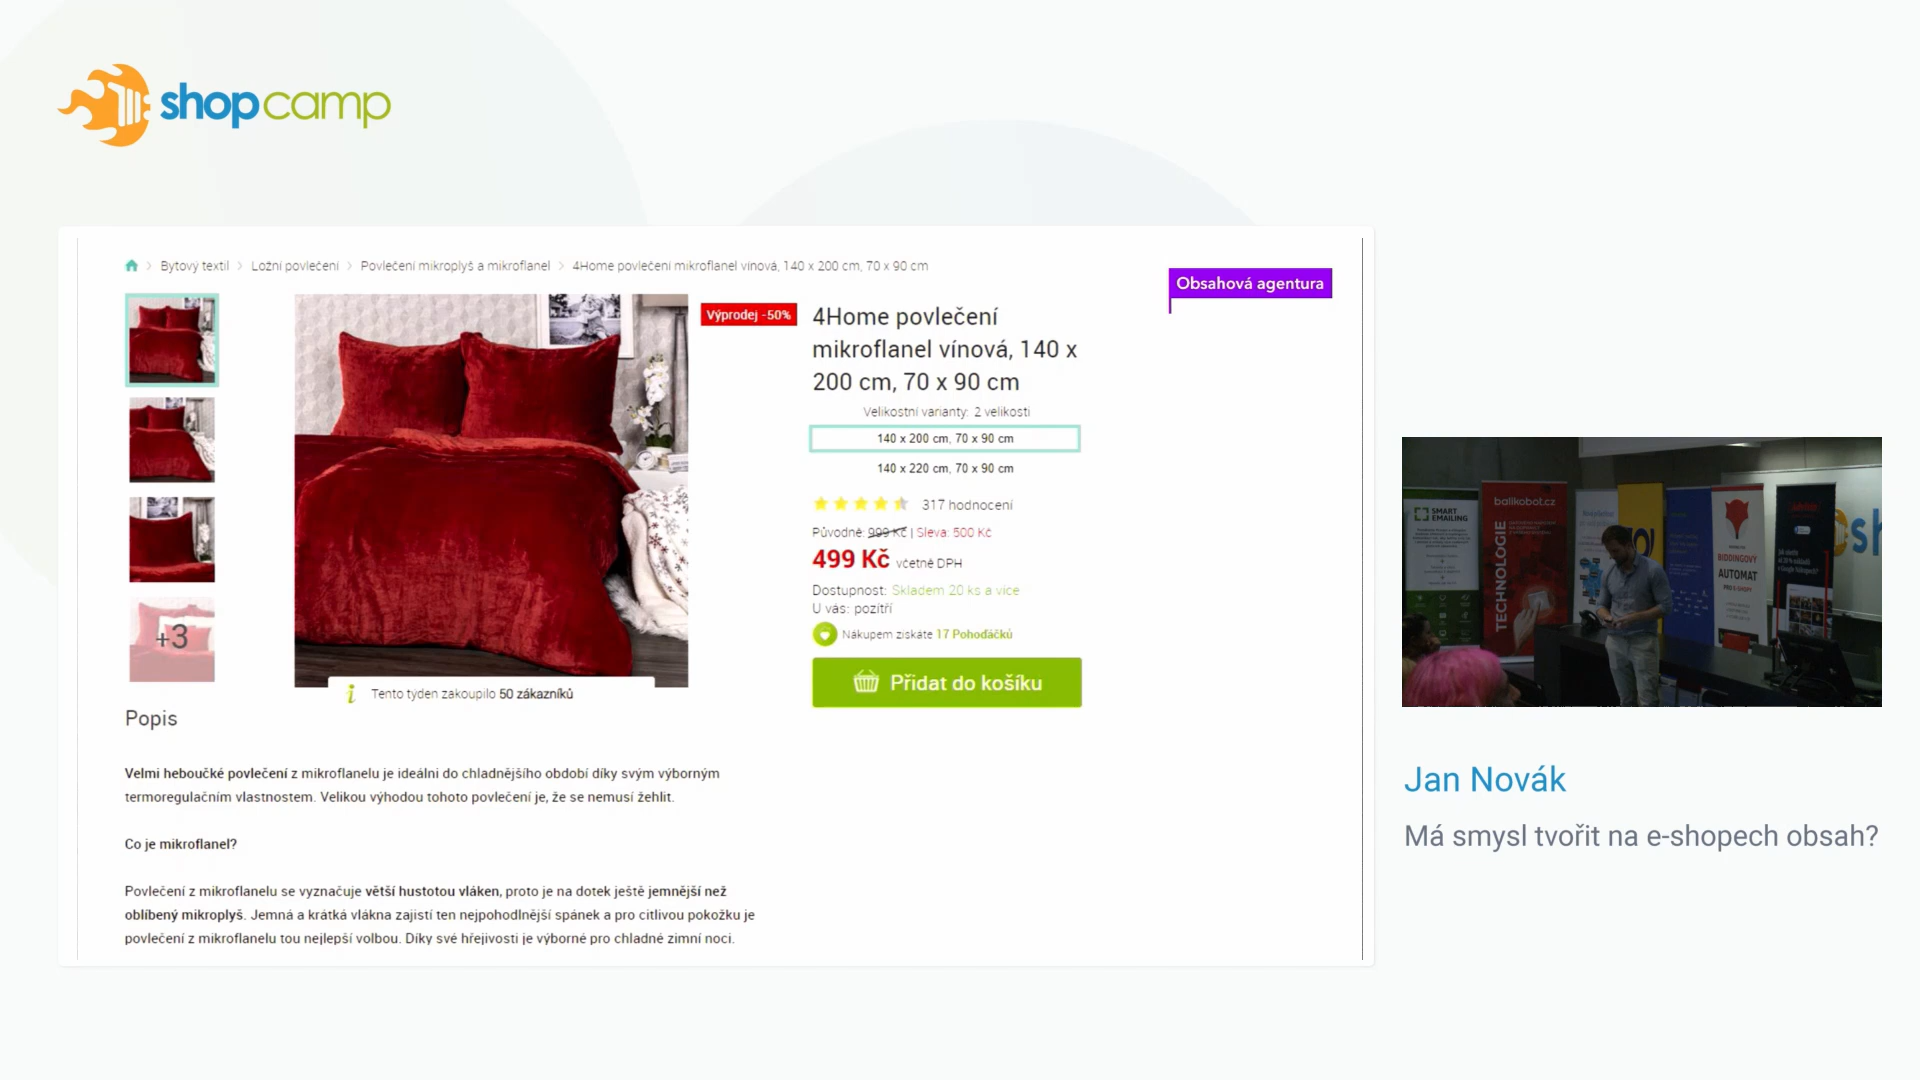 shopcamp
Bytový textil > Ložní povlečení > Povlečení mikroplyš a mikroflanel > 4Home povlečení mikroflanel vínová, 140 x 200 cm, 70 x 90 cm
Obsahová agentura
Výprodej -50%
4Home povlečení
mikroflanel vínová, 140 x
200 cm, 70 x 90 cm
Velikostní varianty: 2 velikosti
140 x 200 cm, 70 x 90 cm
140 x 220 cm, 70 x 90 cm
317 hodnocení
Původně: 999 Kč | Sleva: 500 Kč
499 Kč včetně DPH
Dostupnost: Skladem 20 ks a více
U vás: pozítří
Nákupem získáte 17 Pohoďáčků
Přidat do košíku
+3
Tento týden zakoupilo 50 zákazníků
Popis
Velmi heboučké povlečení z mikroflanelu je ideálni do chladnějšího období díky svým výborným
termoregulačním vlastnostem. Velikou výhodou tohoto povlečení je, že se nemusí žehlit.
Co je mikroflanel?
Povlečení z mikroflanelu se vyznačuje větší hustotou vláken, proto je na dotek ještě jemnější než
oblíbený mikroplyš. Jemná a krátká vlákna zajistí ten nejpohodlnější spánek a pro citlivou pokožku je
povlečení z mikroflanelu tou nejlepší volbou. Díky své hřejivosti je výborné pro chladné zimní noci.
SMART
EMAILING
balikobot.cz
TECHNOLOGIE
BIDDINGOVÝ
AUTOMAT
PRO E-SHOPY
sh
Jan Novák
Má smysl tvořit na e-shopech obsah?